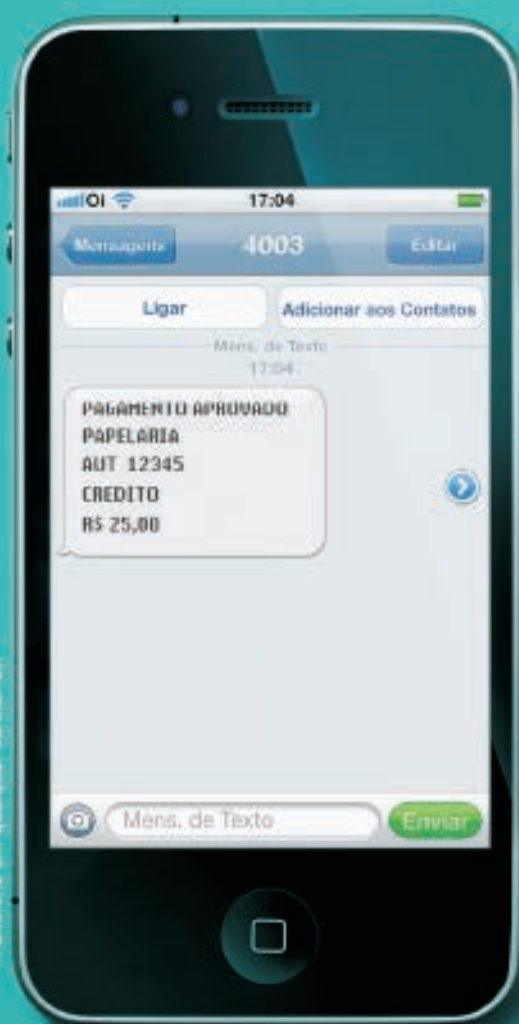 Oi 17:04
Mensagens 4003 Editar
Ligar Adicionar aos Contatos
Mens. de Texto
17:04
PAGAMENTO APROVADO
PAPELARIA
AUT 12345
CREDITO
R$ 25,00
Mens. de Texto Enviar